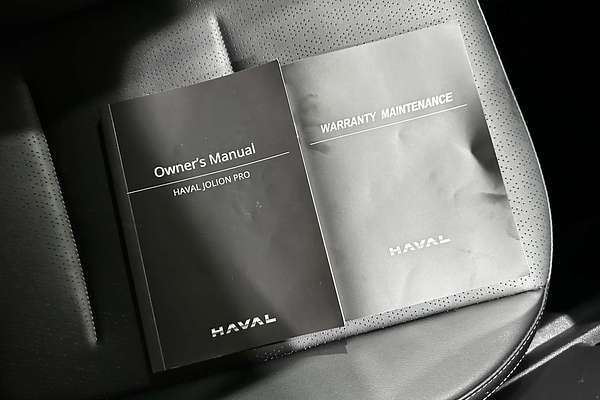 Owner's Manual
HAVAL JOLION PRO
HAVAL
WARRANTY MAINTENANCE
HAVAL